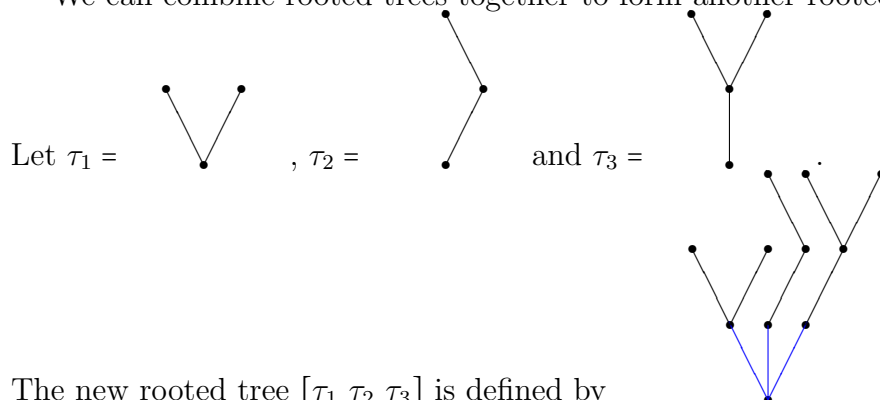 We can combine rooted trees together to form another rooted
Let τ₁ = , τ₂ = and τ₃ = .
The new rooted tree [τ₁ τ₂ τ₃] is defined by